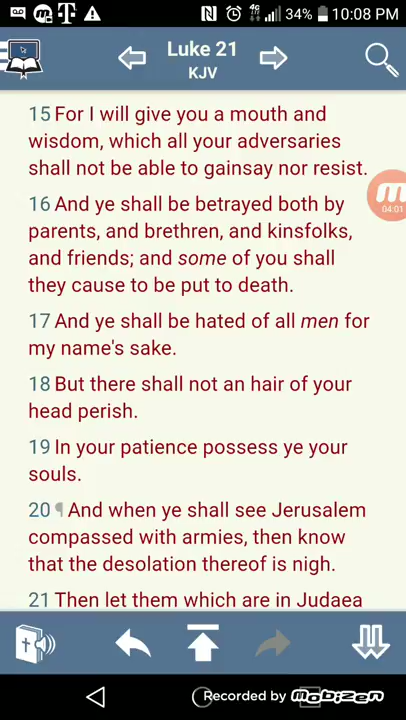 4G
34% 10:08 PM
Luke 21
KJV
15 For I will give you a mouth and
wisdom, which all your adversaries
shall not be able to gainsay nor resist.
16 And ye shall be betrayed both by
parents, and brethren, and kinsfolks,
and friends; and some of you shall
they cause to be put to death.
04:01
17 And ye shall be hated of all men for
my name's sake.
18 But there shall not an hair of your
head perish.
19 In your patience possess ye your
souls.
20 ¶ And when ye shall see Jerusalem
compassed with armies, then know
that the desolation thereof is nigh.
21 Then let them which are in Judaea
Recorded by mobizen